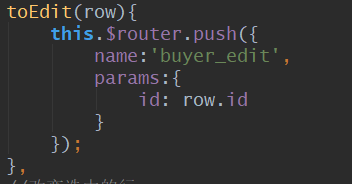 toEdit(row){
    this.$router.push({
        name:'buyer_edit',
        params:{
            id: row.id
        }
    });
},